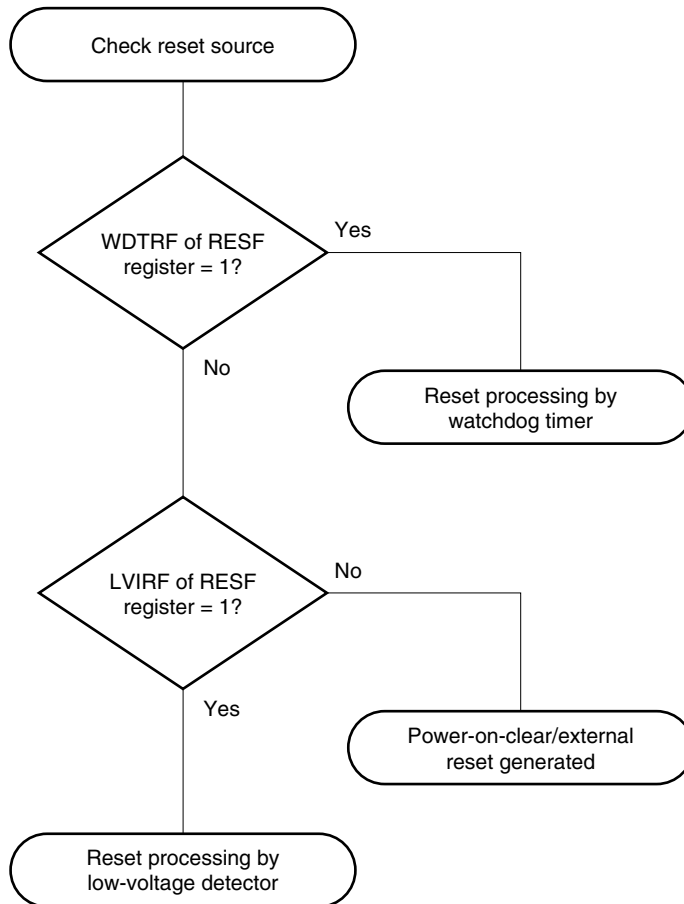 Check reset source
WDTRF of RESF
register = 1?
Yes
No
Reset processing by
watchdog timer
LVIRF of RESF
register = 1?
No
Yes
Power-on-clear/external
reset generated
Reset processing by
low-voltage detector